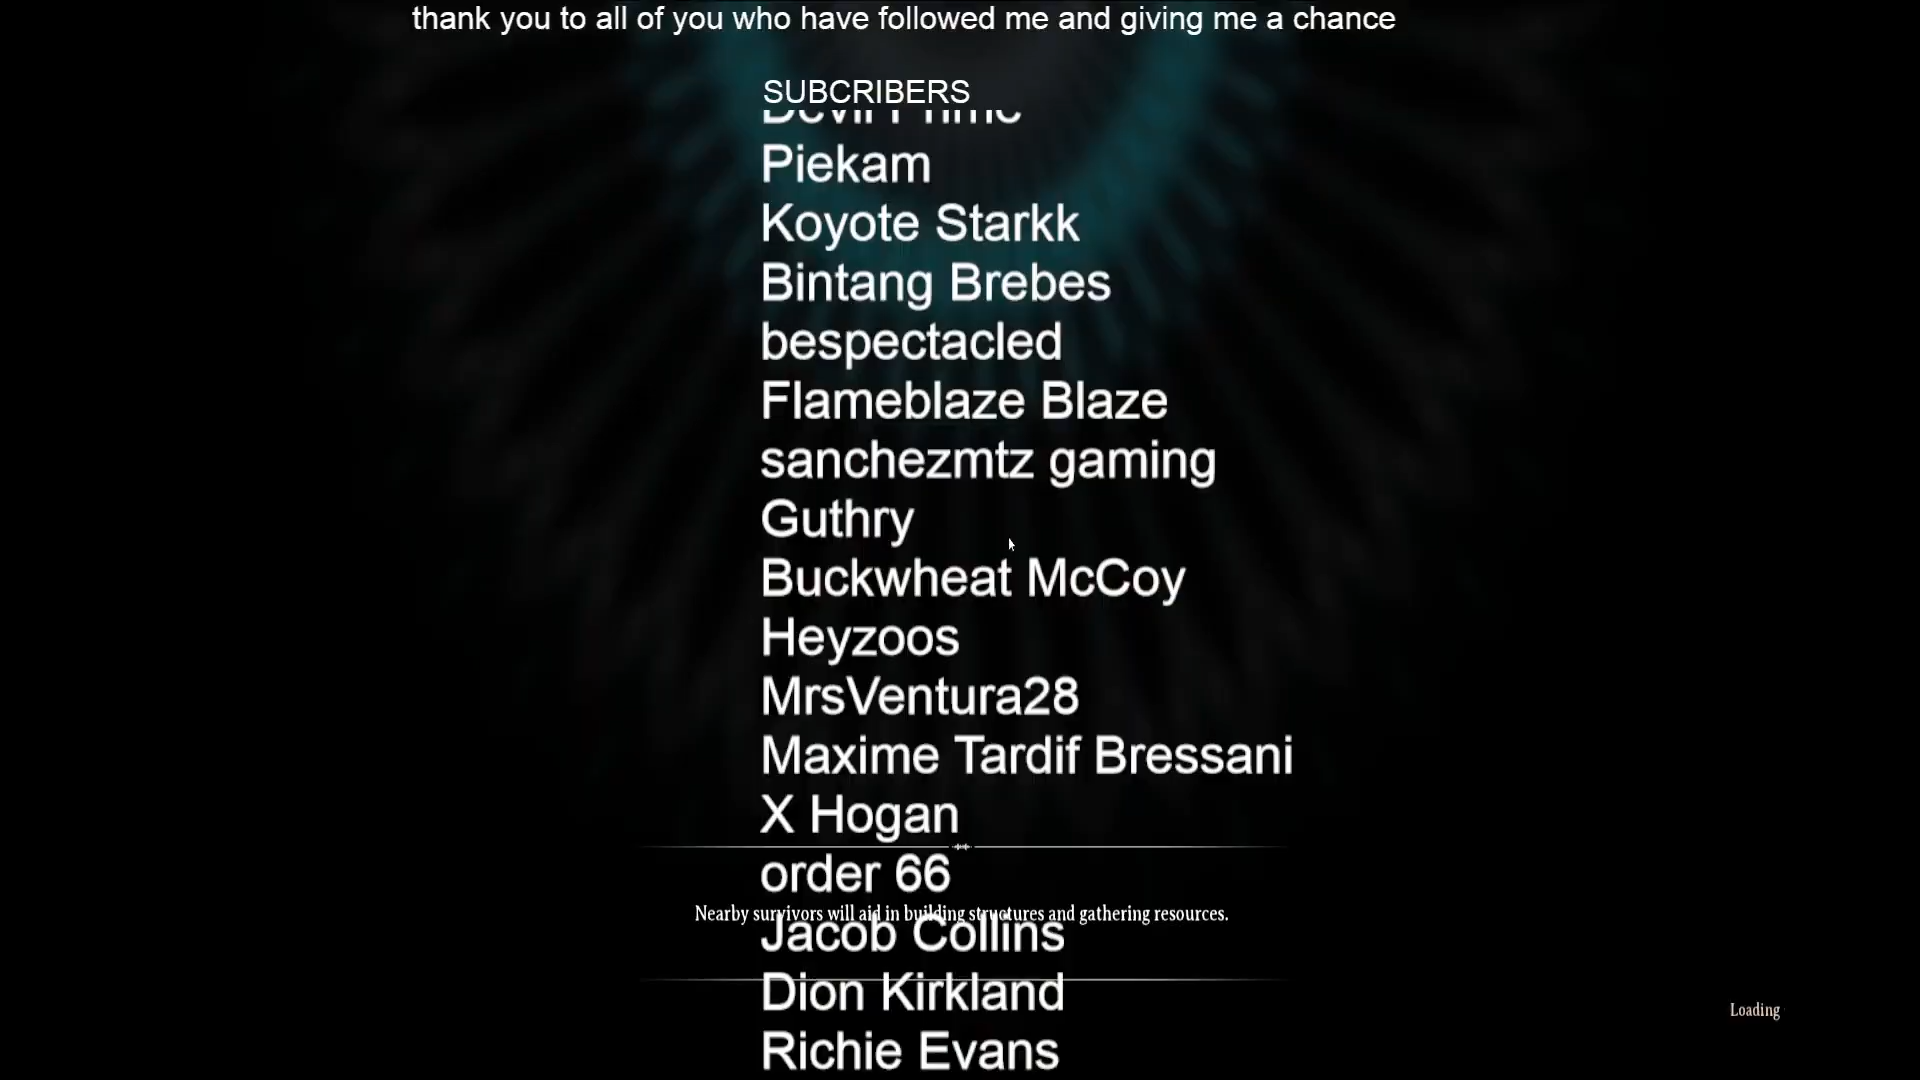 thank you to all of you who have followed me and giving me a chance
SUBCRIBERS
Piekam
Koyote Starkk
Bintang Brebes
bespectacled
Flameblaze Blaze
sanchezmtz gaming
Guthry
Buckwheat McCoy
Heyzoos
MrsVentura28
Maxime Tardif Bressani
X Hogan
order 66
Nearby survivors will aid in building structures and gathering resources.
Jacob Collins
Dion Kirkland
Loading
Richie Evans